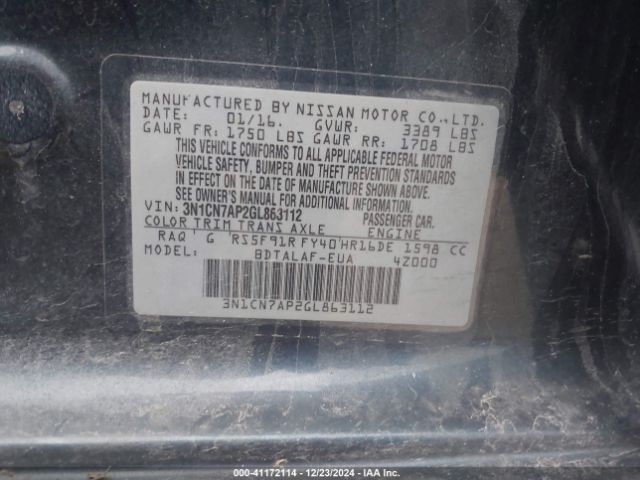 MANUFACTURED BY NISSAN MOTOR CO.,LTD.
DATE: 01/16. GVWR: 3389 LBS
GAWR FR: 1750 LBS GAWR RR: 1708 LBS
THIS VEHICLE CONFORMS TO ALL APPLICABLE FEDERAL MOTOR
VEHICLE SAFETY, BUMPER AND THEFT PREVENTION STANDARDS
IN EFFECT ON THE DATE OF MANUFACTURE SHOWN ABOVE.
SEE OWNERS MANUAL FOR ADDITIONAL INFORMATION.
VIN: 3N1CN7AP2GL863112 PASSENGER CAR.
COLOR TRIM TRANS AXLE ENGINE
RAQ G RS5F91R FY40 HR16DE 1598 CC
MODEL: BDTALAF-EUA 4Z000
3N1CN7AP2GL863112
000-41172114 - 12/23/2024 - IAA Inc.